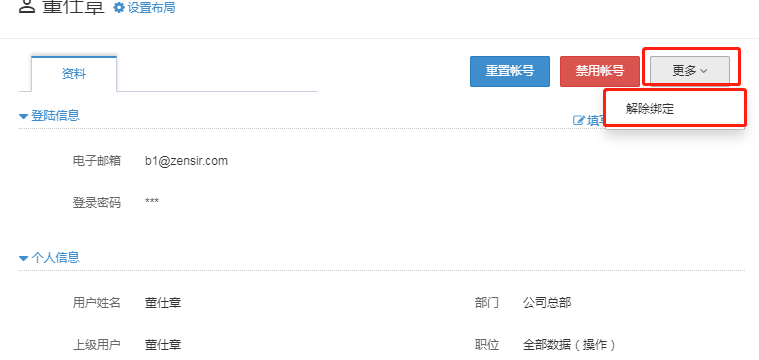 董仕章 设置布局
资料 重置帐号 禁用帐号 更多
解除绑定
登陆信息 填写
电子邮箱 b1@zensir.com
登录密码 ***
个人信息
用户姓名 董仕章 部门 公司总部
上级用户 董仕章 职位 全部数据（操作）